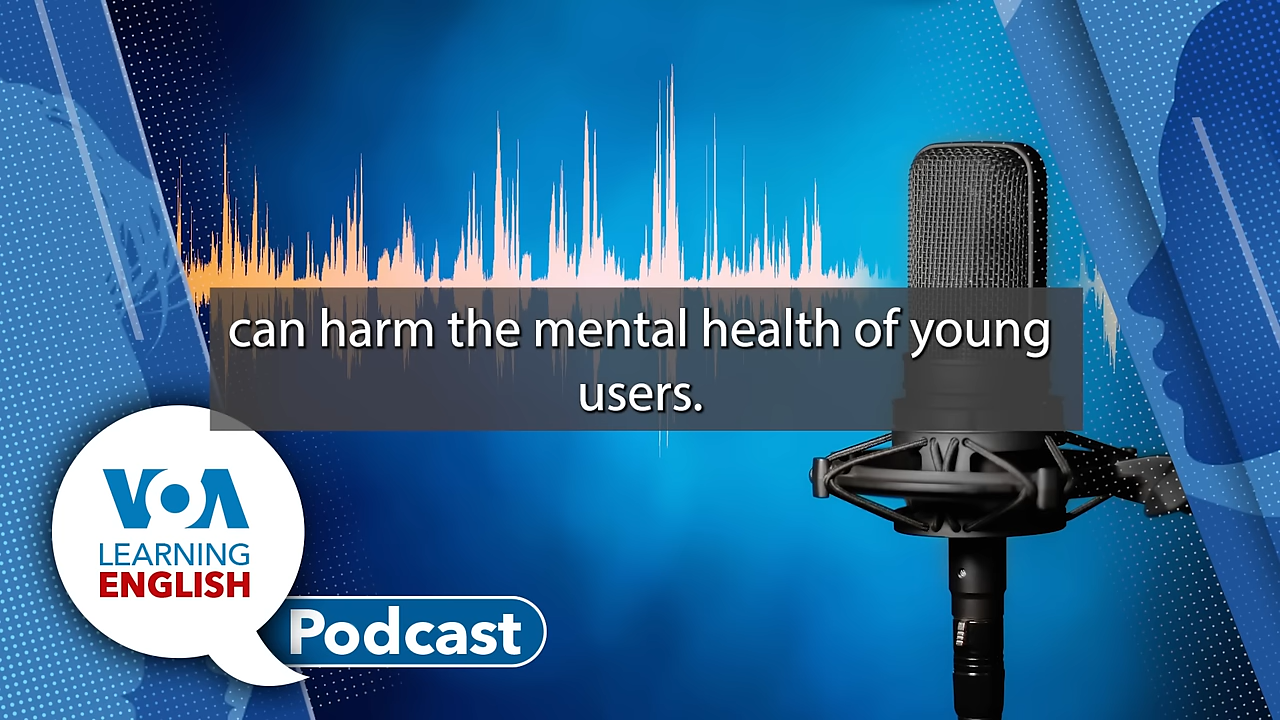 can harm the mental health of young
users.
VOA
LEARNING
ENGLISH
Podcast